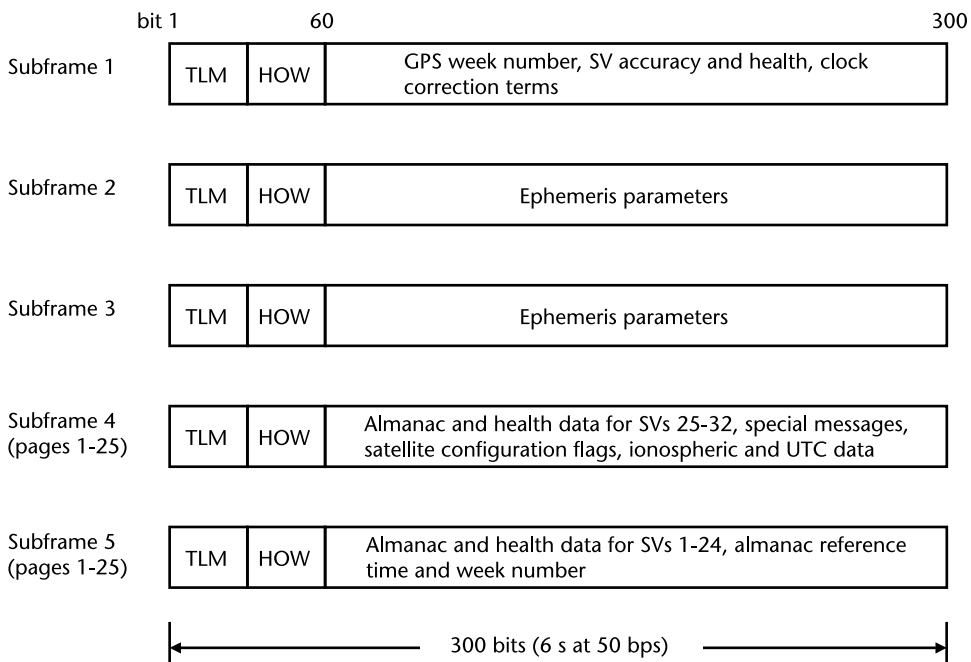 bit 1 60 300
Subframe 1
TLM HOW
GPS week number, SV accuracy and health, clock
correction terms
Subframe 2
TLM HOW
Ephemeris parameters
Subframe 3
TLM HOW
Ephemeris parameters
Subframe 4
(pages 1-25)
TLM HOW
Almanac and health data for SVs 25-32, special messages,
satellite configuration flags, ionospheric and UTC data
Subframe 5
(pages 1-25)
TLM HOW
Almanac and health data for SVs 1-24, almanac reference
time and week number
300 bits (6 s at 50 bps)